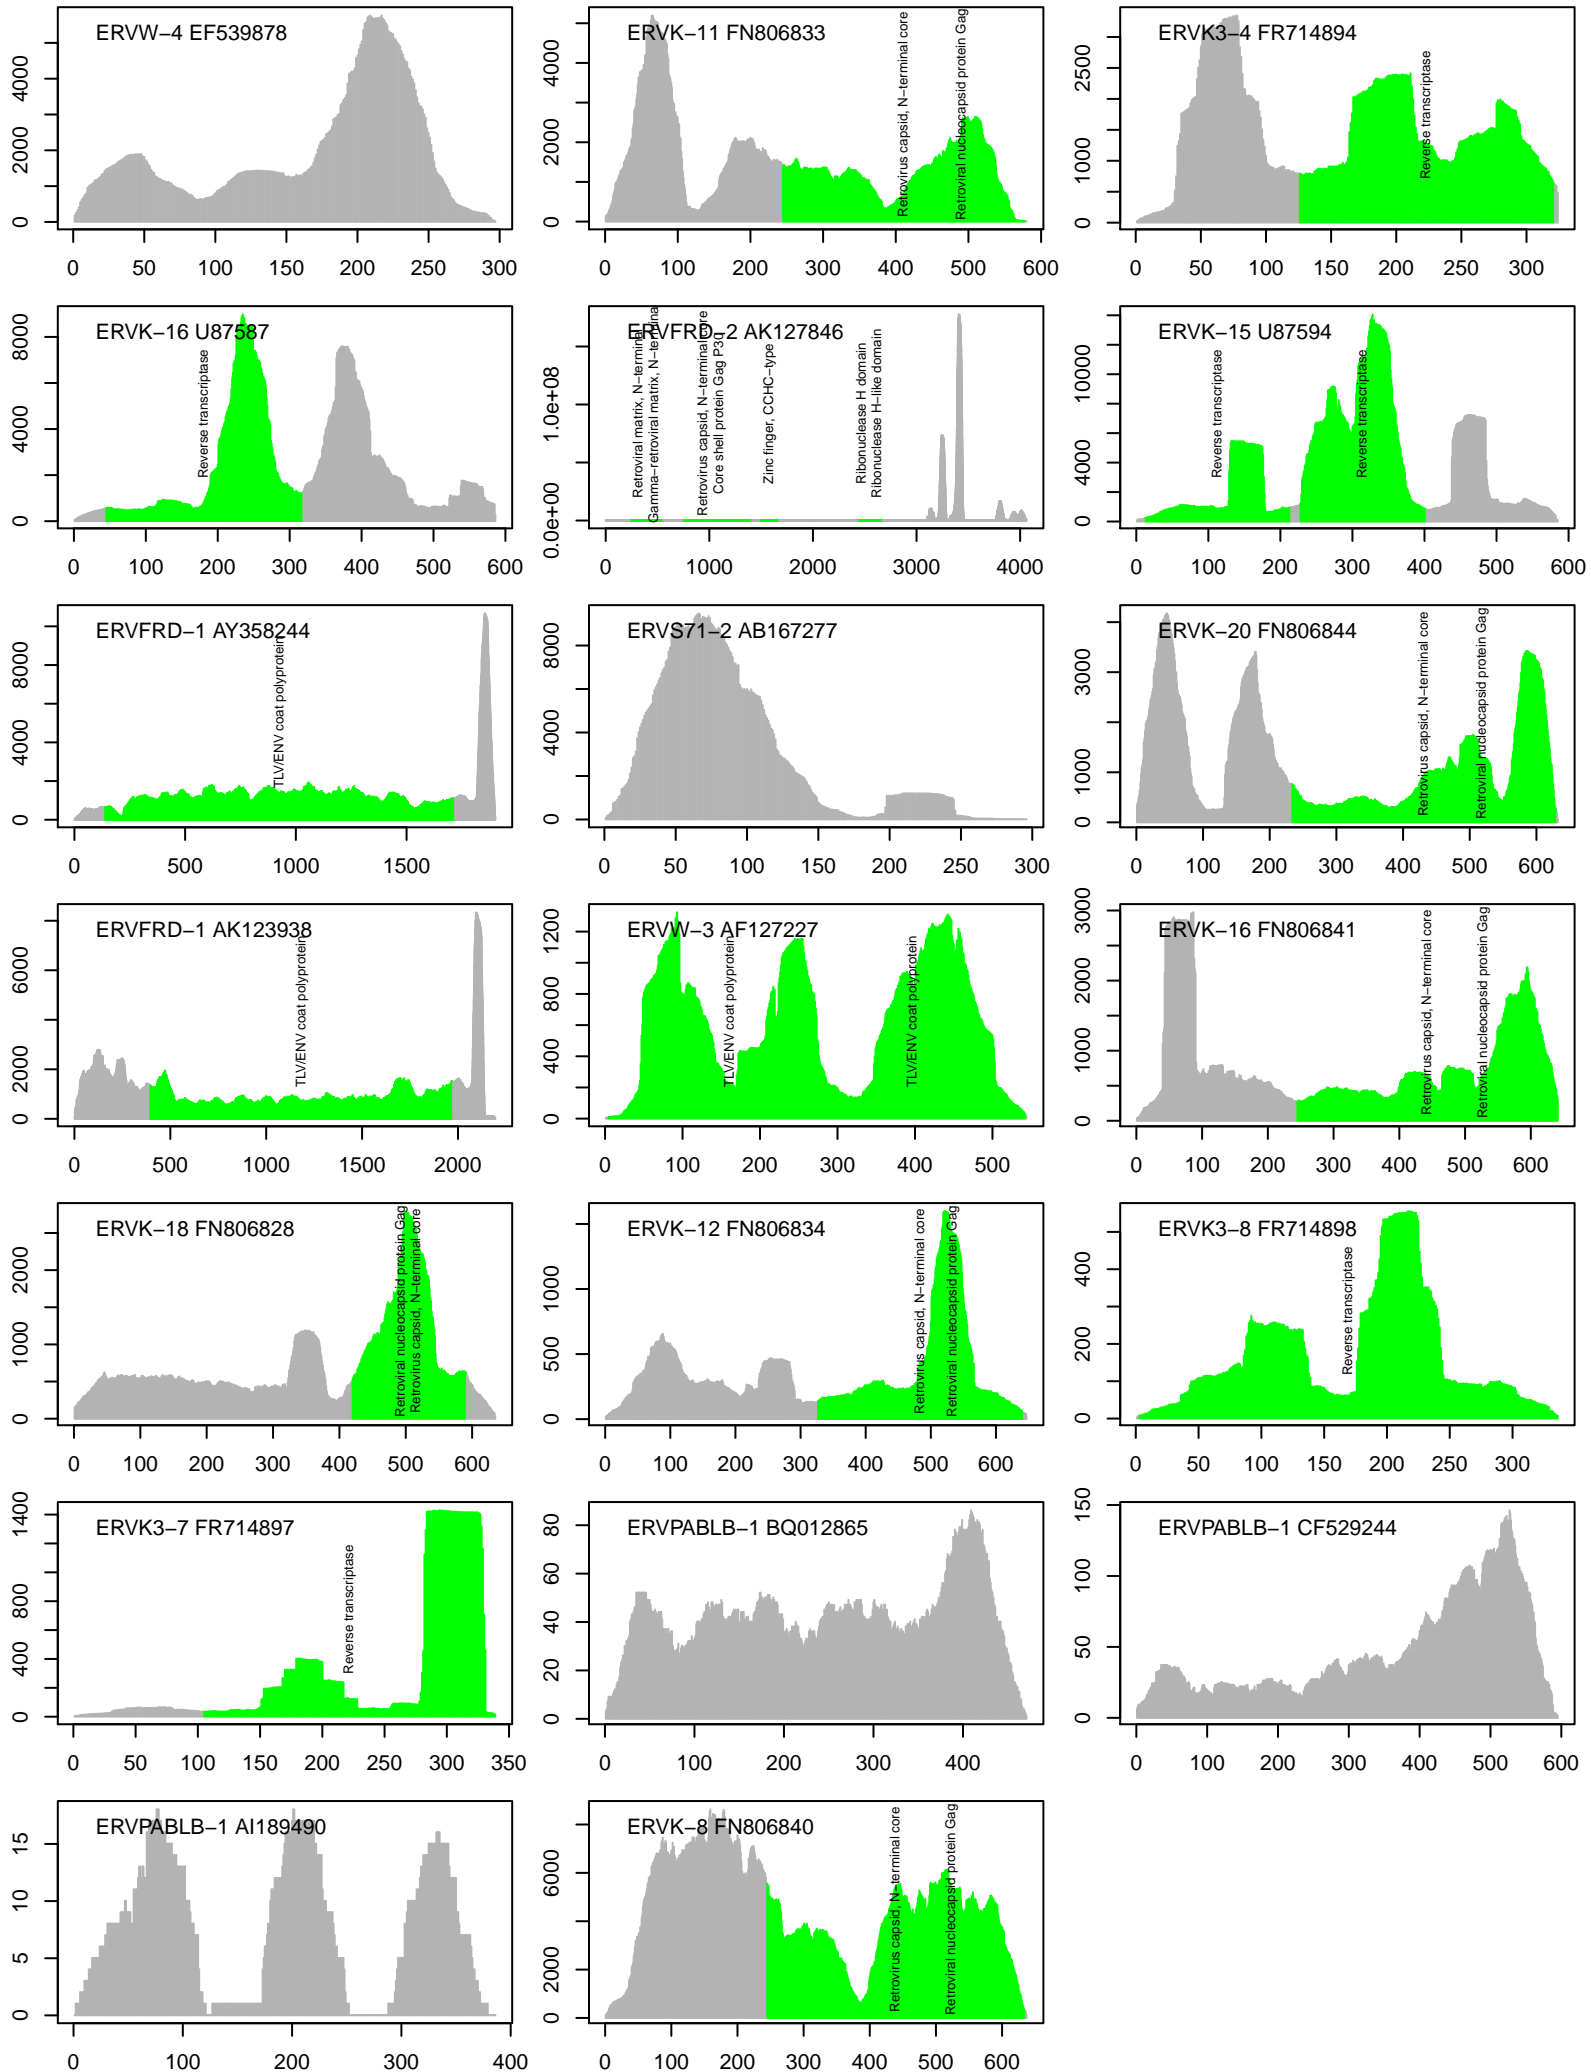 ERVW−4 EF539878
0 2000 4000
0 50 100 150 200 250 300
ERVK−11 FN806833
Retrovirus capsid, N−terminal core
Retroviral nucleocapsid protein Gag
0 2000 4000
0 100 200 300 400 500 600
ERVK3−4 FR714894
Reverse transcriptase
0 1000 2500
0 50 100 150 200 250 300
ERVK−16 U87587
Reverse transcriptase
0 4000 8000
0 100 200 300 400 500 600
ERVFRD−2 AK127846
Retroviral matrix, N−terminal
Gamma−retroviral matrix, N−terminal
Retrovirus capsid, N−terminal core
Core shell protein Gag P30
Zinc finger, CCHC−type
Ribonuclease H domain
Ribonuclease H−like domain
0.0e+00 1.0e+08
0 1000 2000 3000 4000
ERVK−15 U87594
Reverse transcriptase
Reverse transcriptase
0 4000 10000
0 100 200 300 400 500 600
ERVFRD−1 AY358244
TLV/ENV coat polyprotein
0 4000 8000
0 500 1000 1500
ERVS71−2 AB167277
0 4000 8000
0 50 100 150 200 250 300
ERVK−20 FN806844
Retrovirus capsid, N−terminal core
Retroviral nucleocapsid protein Gag
0 1000 3000
0 100 200 300 400 500 600
ERVFRD−1 AK123938
TLV/ENV coat polyprotein
0 2000 6000
0 500 1000 1500 2000
ERVW−3 AF127227
TLV/ENV coat polyprotein
TLV/ENV coat polyprotein
0 400 800 1200
0 100 200 300 400 500
ERVK−16 FN806841
Retrovirus capsid, N−terminal core
Retroviral nucleocapsid protein Gag
0 1000 2000 3000
0 100 200 300 400 500 600
ERVK−18 FN806828
Retroviral nucleocapsid protein Gag
Retrovirus capsid, N−terminal core
0 1000 2000
0 100 200 300 400 500 600
ERVK−12 FN806834
Retrovirus capsid, N−terminal core
Retroviral nucleocapsid protein Gag
0 500 1000
0 100 200 300 400 500 600
ERVK3−8 FR714898
Reverse transcriptase
0 200 400
0 50 100 150 200 250 300
ERVK3−7 FR714897
Reverse transcriptase
0 400 800 1400
0 50 100 150 200 250 300 350
ERVPABLB−1 BQ012865
0 20 40 60 80
0 100 200 300 400
ERVPABLB−1 CF529244
0 50 100 150
0 100 200 300 400 500 600
ERVPABLB−1 AI189490
0 5 10 15
0 100 200 300 400
ERVK−8 FN806840
Retrovirus capsid, N−terminal core
Retroviral nucleocapsid protein Gag
0 2000 6000
0 100 200 300 400 500 600